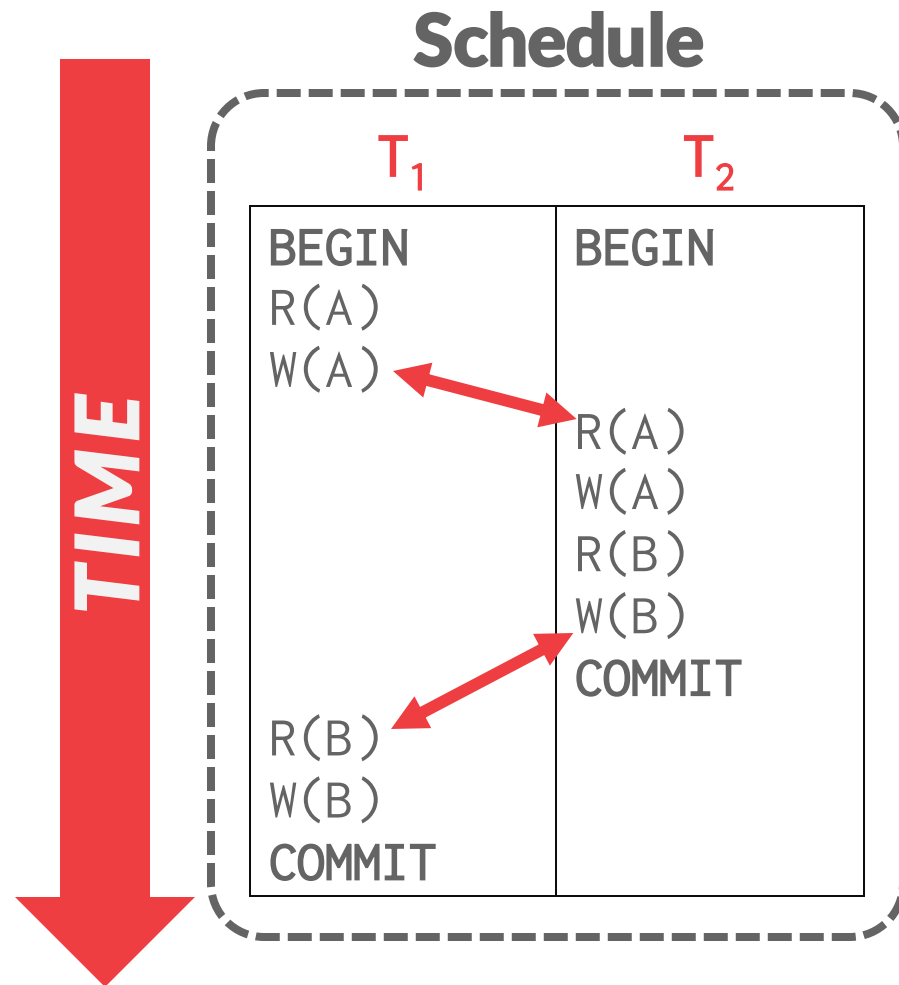 Schedule
TIME
T1 T2
BEGIN BEGIN
R(A)
W(A)
R(A)
W(A)
R(B)
W(B)
COMMIT
R(B)
W(B)
COMMIT